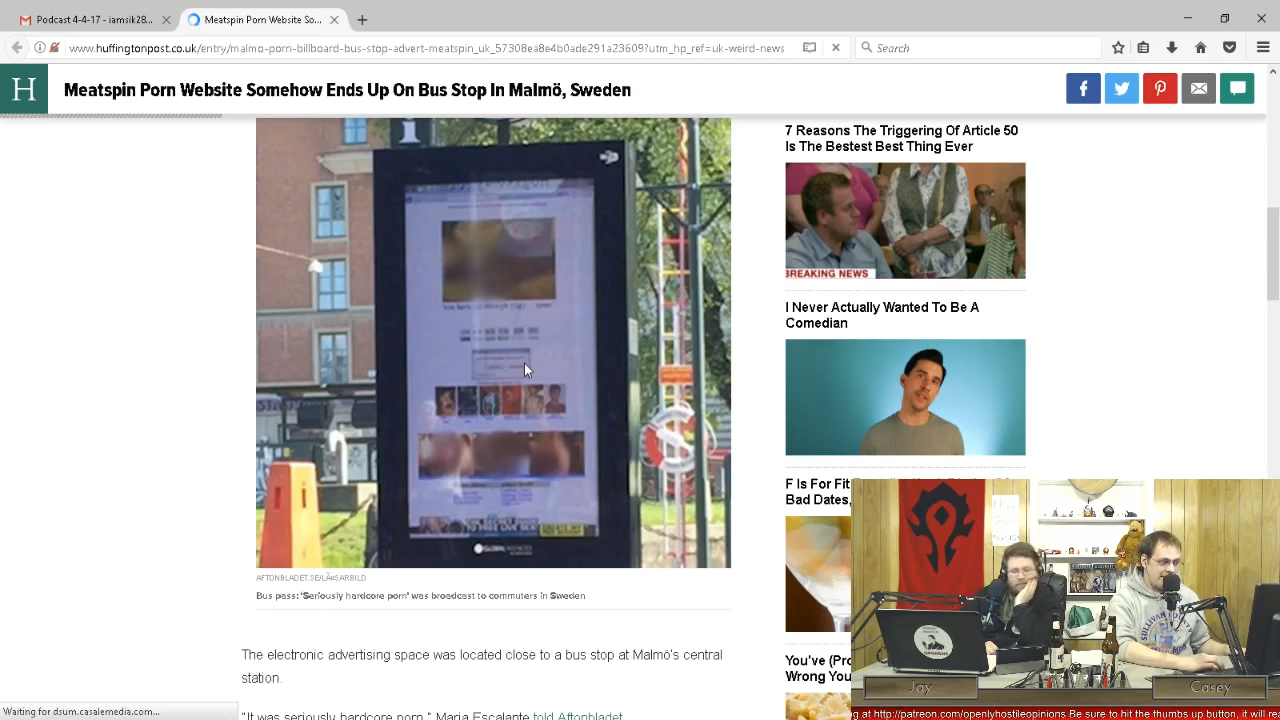 Podcast 4-4-17 - iamsik28...
Meatspin Porn Website So...
www.huffingtonpost.co.uk/entry/malmo-porn-billboard-bus-stop-advert-meatspin_uk_57308ea8e4b0ade291a23609?utm_hp_ref=uk-weird-news
Search
H
Meatspin Porn Website Somehow Ends Up On Bus Stop In Malmö, Sweden
7 Reasons The Triggering Of Article 50
Is The Bestest Best Thing Ever
BREAKING NEWS
I Never Actually Wanted To Be A
Comedian
F Is For
Bad Dates,
AFTONBLADET.SE/LÃ¤SARBILD
Bus pass: 'Seriously hardcore porn' was broadcast to commuters in Sweden
The electronic advertising space was located close to a bus stop at Malmö's central
station.
"It was seriously hardcore porn," Maria Escalante told Aftonbladet.
You've (Pro
Wrong You
OPINIONS
Jay
Casey
Waiting for dsum.casalemedia.com...
g at http://patreon.com/openlyhostileopinions Be sure to hit the thumbs up button, it will rea